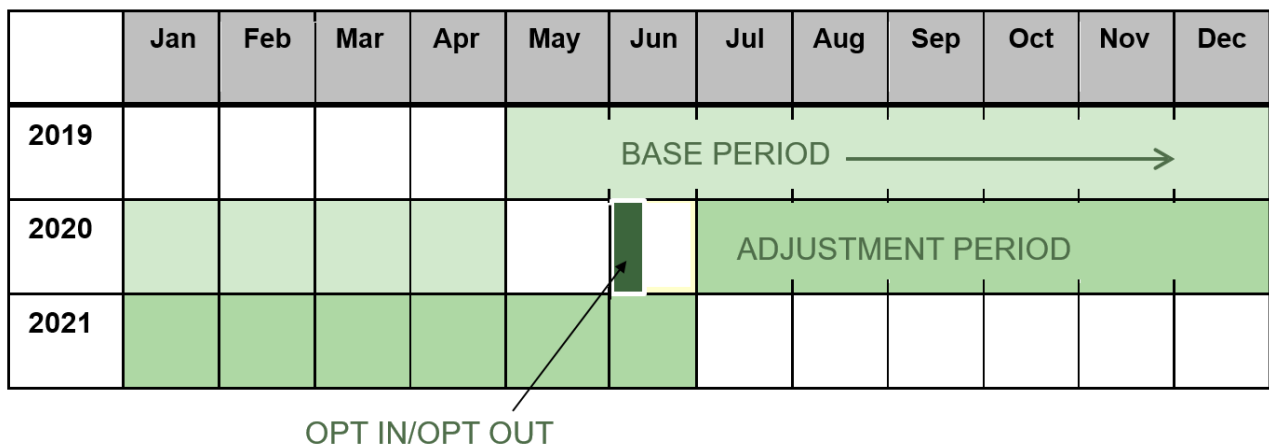 Jan Feb Mar Apr May Jun Jul Aug Sep Oct Nov Dec
2019
BASE PERIOD
2020
ADJUSTMENT PERIOD
2021
OPT IN/OPT OUT